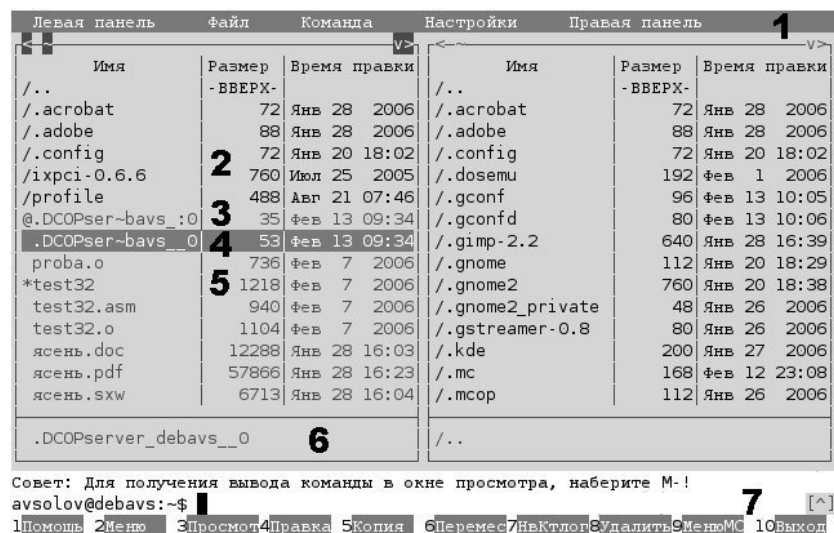 Левая панель Файл Команда Настройки Правая панель 1
<-~ v> <-~ v>
Имя Размер Время правки Имя Размер Время правки
/.. -ВВЕРХ- /.. -ВВЕРХ-
/.acrobat 72 Янв 28 2006 /.acrobat 72 Янв 28 2006
/.adobe 88 Янв 28 2006 /.adobe 88 Янв 28 2006
/.config 72 Янв 20 18:02 /.config 72 Янв 20 18:02
/ixpci-0.6.6 2 760 Июл 25 2005 /.dosemu 192 Фев 1 2006
/profile 488 Авг 21 07:46 /.gconf 96 Фев 13 10:05
@.DCOPser~bavs_:0 3 35 Фев 13 09:34 /.gconfd 80 Фев 13 10:06
.DCOPser~bavs__0 4 53 Фев 13 09:34 /.gimp-2.2 640 Янв 28 16:39
proba.o 736 Фев 7 2006 /.gnome 112 Янв 20 18:29
*test32 5 1218 Фев 7 2006 /.gnome2 760 Янв 20 18:38
test32.asm 940 Фев 7 2006 /.gnome2_private 48 Янв 26 2006
test32.o 1104 Фев 7 2006 /.gstreamer-0.8 80 Янв 26 2006
ясень.doc 12288 Янв 28 16:03 /.kde 200 Янв 27 2006
ясень.pdf 57866 Янв 28 16:23 /.mc 168 Фев 12 23:08
ясень.sxw 6713 Янв 28 16:04 /.mcop 112 Янв 26 2006
.DCOPserver_debavs__0 6 /..
Совет: Для получения вывода команды в окне просмотра, наберите M-!
avsolov@debavs:~$ 7 [^]
1Помощь 2Меню 3Просмот4Правка 5Копия 6Перемес7НвКтлог8Удалить9МенюMC 10Выход